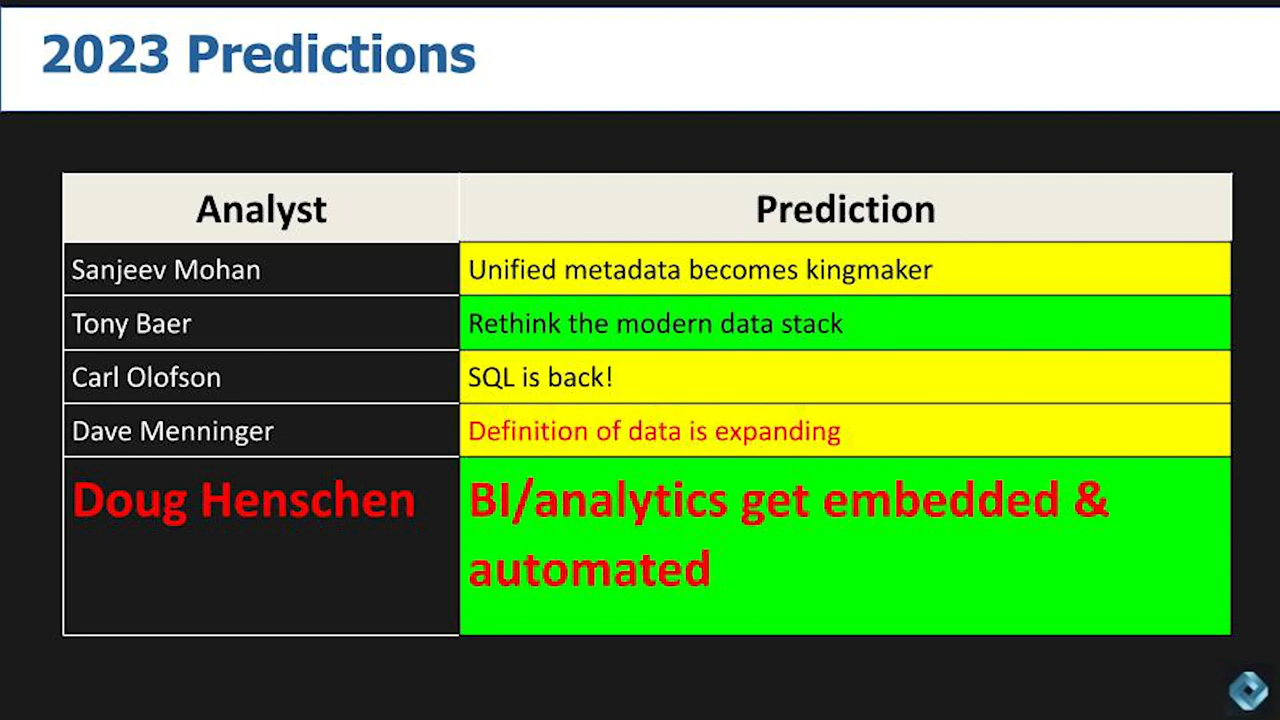 2023 Predictions
Analyst
Prediction
Sanjeev Mohan
Unified metadata becomes kingmaker
Tony Baer
Rethink the modern data stack
Carl Olofson
SQL is back!
Dave Menninger
Definition of data is expanding
Doug Henschen
BI/analytics get embedded &
automated